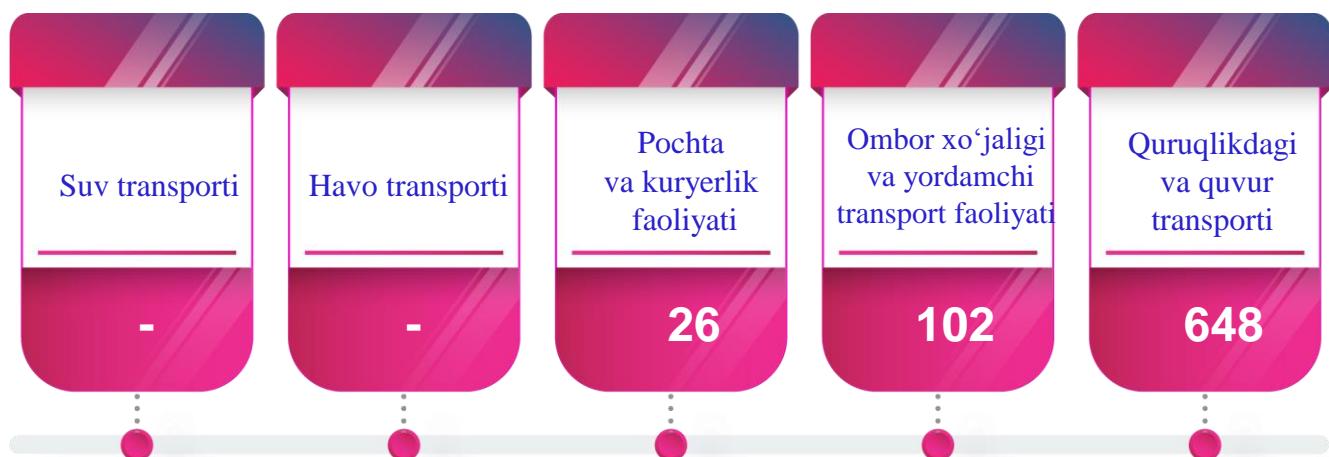 Suv transporti
-
Havo transporti
-
Pochta
va kuryerlik
faoliyati
26
Ombor xo‘jaligi
va yordamchi
transport faoliyati
102
Quruqlikdagi
va quvur
transporti
648